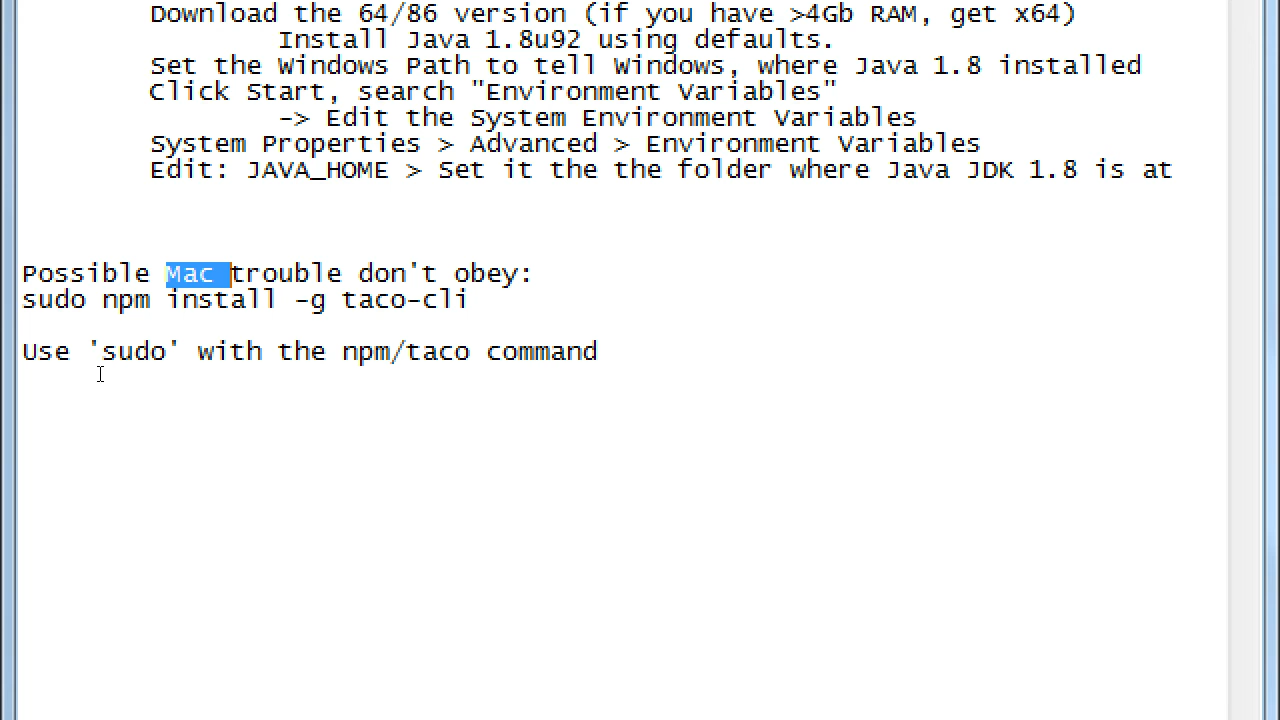 Download the 64/86 version (if you have >4Gb RAM, get x64)
Install Java 1.8u92 using defaults.
Set the Windows Path to tell Windows, where Java 1.8 installed
Click Start, search "Environment Variables"
-> Edit the System Environment Variables
System Properties > Advanced > Environment Variables
Edit: JAVA_HOME > Set it the the folder where Java JDK 1.8 is at
Possible Mac trouble don't obey:
sudo npm install -g taco-cli
Use 'sudo' with the npm/taco command